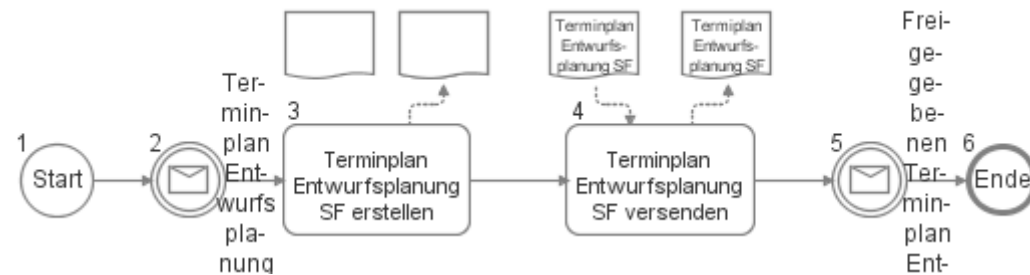 1
Start
2
Ter-
min-
plan
Ent-
wurfs
pla-
nung
3
Terminplan
Entwurfsplanung
SF erstellen
Terminplan
Entwurfs-
planung SF
Terminplan
Entwurfs-
planung SF
4
Terminplan
Entwurfsplanung
SF versenden
5
Frei-
ge-
ge-
be-
nen
Ter-
min-
plan
Ent-
6
Ende